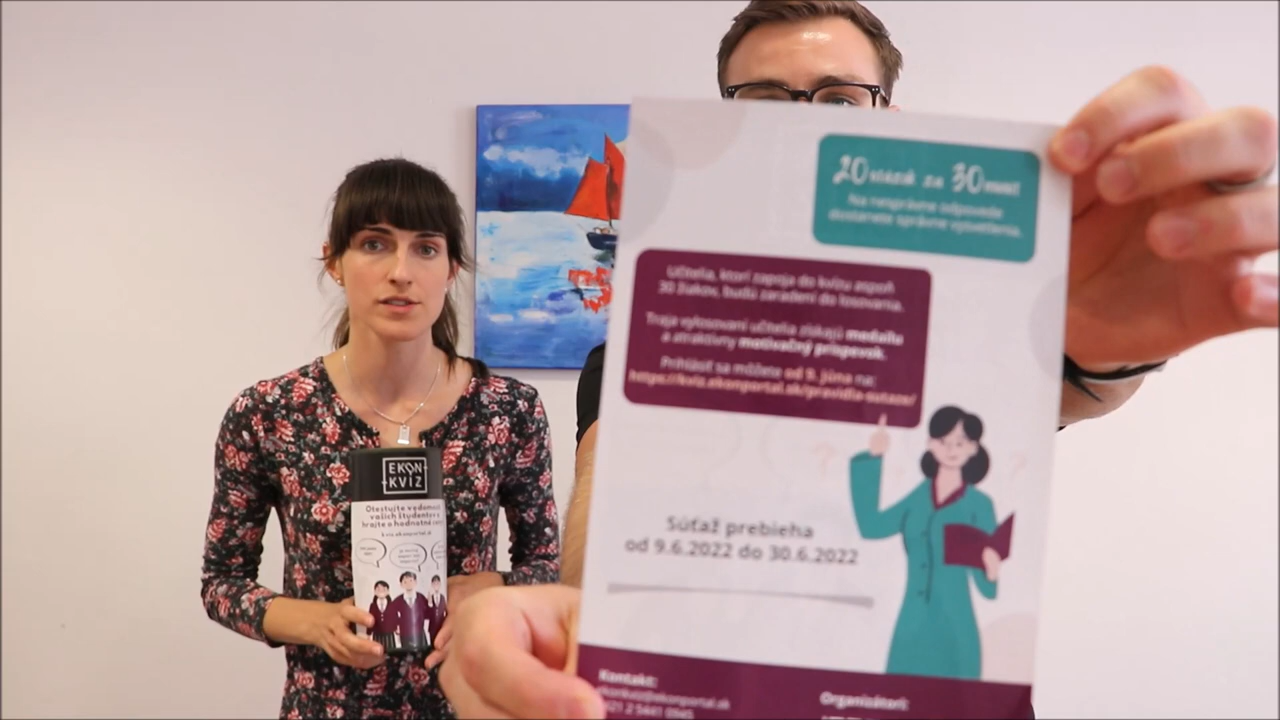 EKON
KVÍZ
Otestujte vedomosti
vašich študentov a
hrajte o hodnotné ceny
20 otázok za 30 minút
Na nesprávne odpovede
dostanete správne vysvetlenia.
Učitelia, ktorí zapoja do kvízu aspoň
30 žiakov, budú zaradení do losovania.
Traja vylosovaní učitelia získajú medailu
a atraktívny motivačný príspevok.
Prihlásiť sa môžete od 9. júna na:
https://kviz.ekonportal.sk/pravidla-sutaze/
Súťaž prebieha
od 9.6.2022 do 30.6.2022
Kontakt:
ekonkviz@ekonportal.sk
Organizátori: